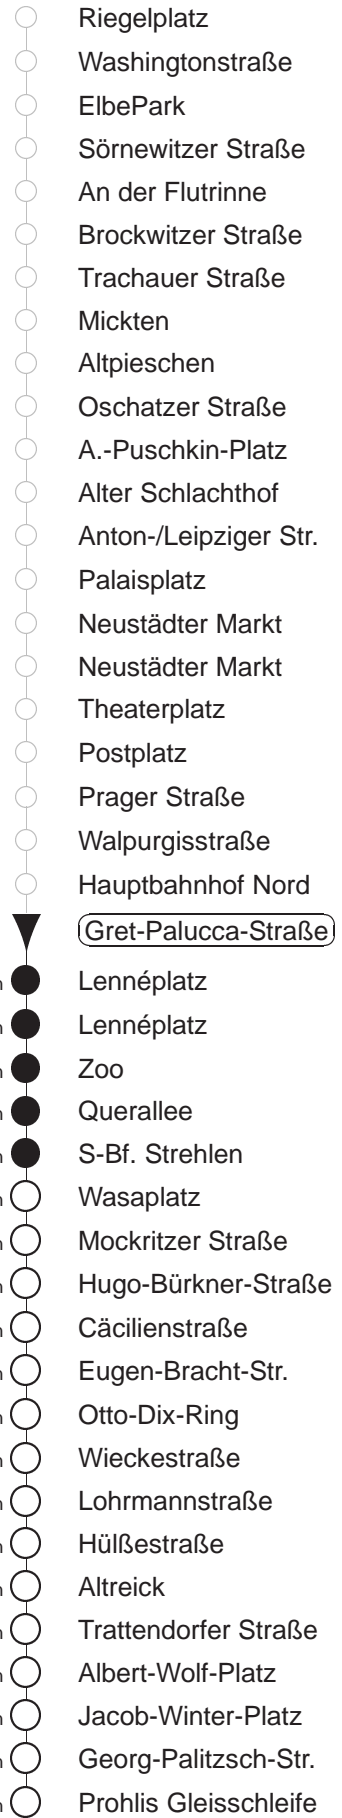 Riegelplatz
Washingtonstraße
ElbePark
Sörnewitzer Straße
An der Flutrinne
Brockwitzer Straße
Trachauer Straße
Mickten
Altpieschen
Oschatzer Straße
A.-Puschkin-Platz
Alter Schlachthof
Anton-/Leipziger Str.
Palaisplatz
Neustädter Markt
Neustädter Markt
Theaterplatz
Postplatz
Prager Straße
Walpurgisstraße
Hauptbahnhof Nord
Gret-Palucca-Straße
Lennéplatz
Lennéplatz
Zoo
Querallee
S-Bf. Strehlen
Wasaplatz
Mockritzer Straße
Hugo-Bürkner-Straße
Cäcilienstraße
Eugen-Bracht-Str.
Otto-Dix-Ring
Wieckestraße
Lohrmannstraße
Hülßestraße
Altreick
Trattendorfer Straße
Albert-Wolf-Platz
Jacob-Winter-Platz
Georg-Palitzsch-Str.
Prohlis Gleisschleife